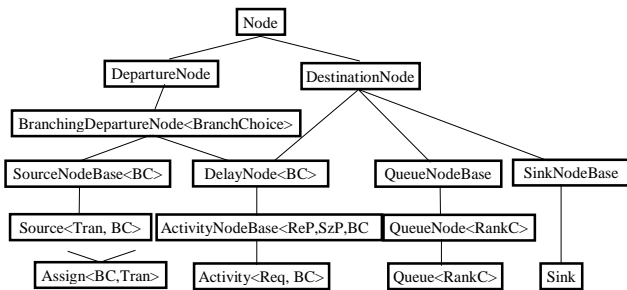 Node
DepartureNode
DestinationNode
BranchingDepartureNode<BranchChoice>
SourceNodeBase<BC>
DelayNode<BC>
QueueNodeBase
SinkNodeBase
Source<Tran, BC>
ActivityNodeBase<ReP,SzP,BC
QueueNode<RankC>
Assign<BC,Tran>
Activity<Req, BC>
Queue<RankC>
Sink